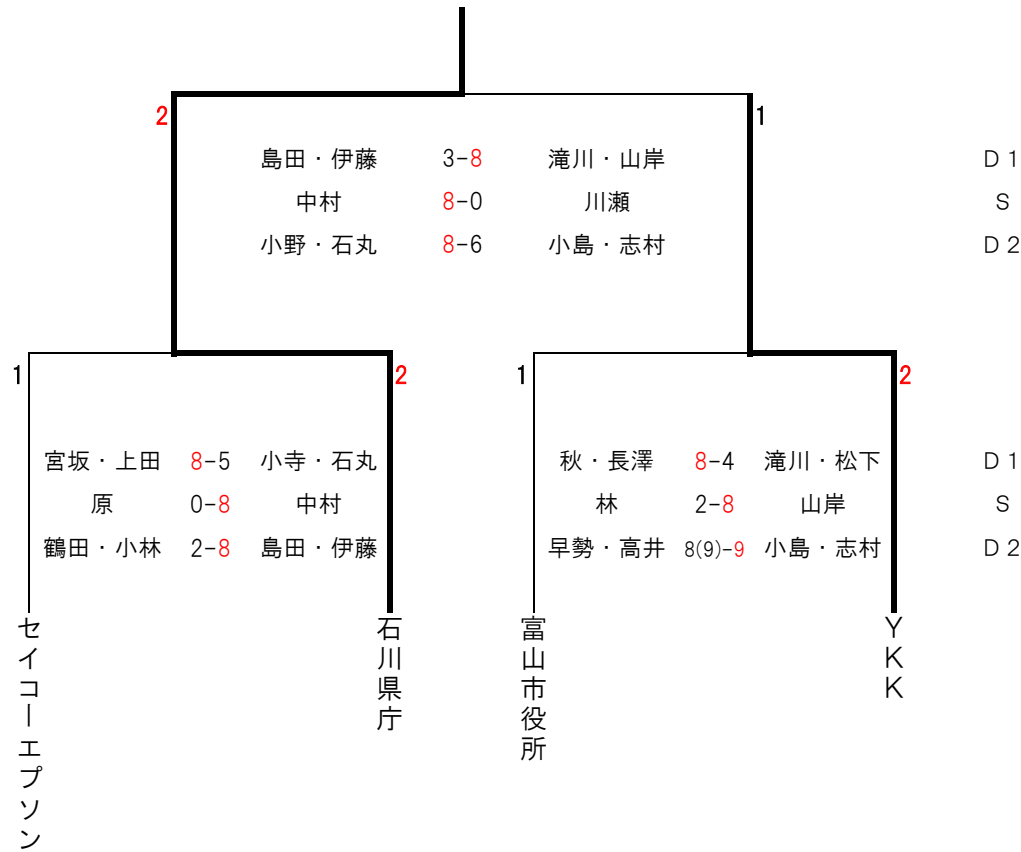 2 1
島田・伊藤 3-8 滝川・山岸 D1
中村 8-0 川瀬 S
小野・石丸 8-6 小島・志村 D2
1 2 1 2
宮坂・上田 8-5 小寺・石丸 秋・長澤 8-4 滝川・松下 D1
原 0-8 中村 林 2-8 山岸 S
鶴田・小林 2-8 島田・伊藤 早勢・高井 8(9)-9 小島・志村 D2
セイコーエプソン
石川県庁
富山市役所
YKK